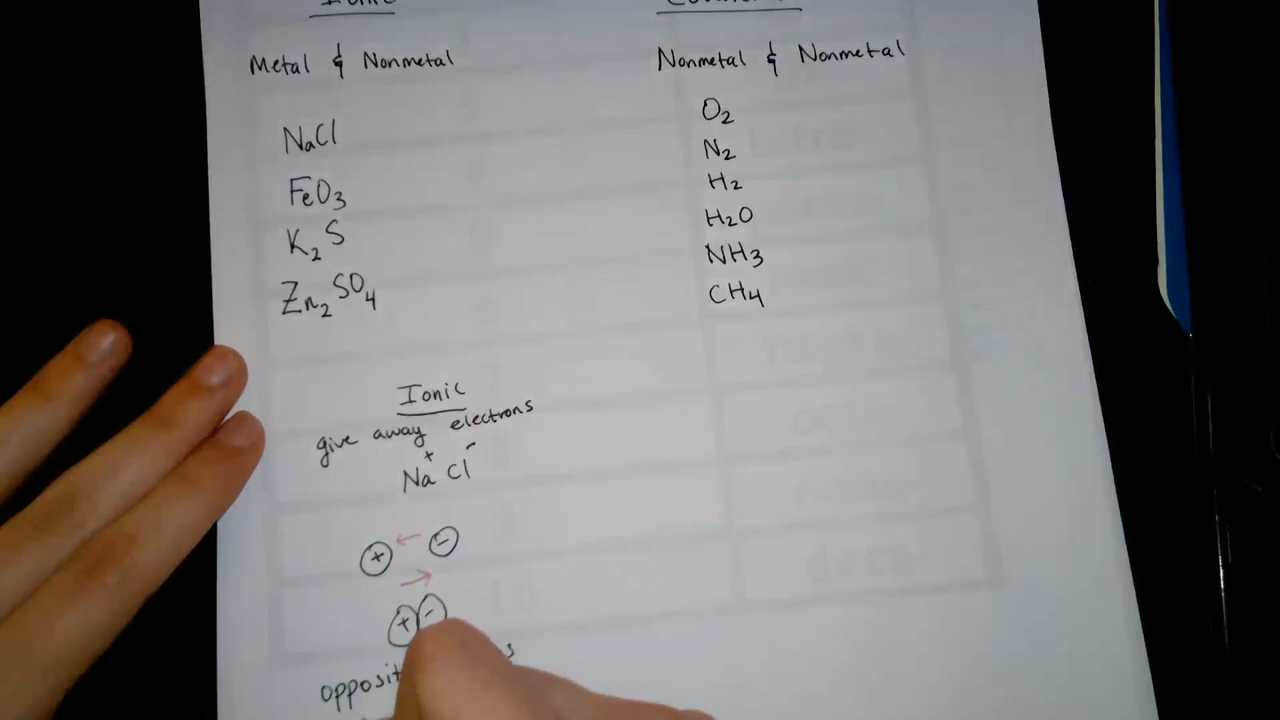 Metal & Nonmetal
NaCl
FeO3
K2S
Zn2SO4
Nonmetal & Nonmetal
O2
N2
H2
H2O
NH3
CH4
Ionic
give away electrons
Na+ Cl-
+ ← -
→
+ -